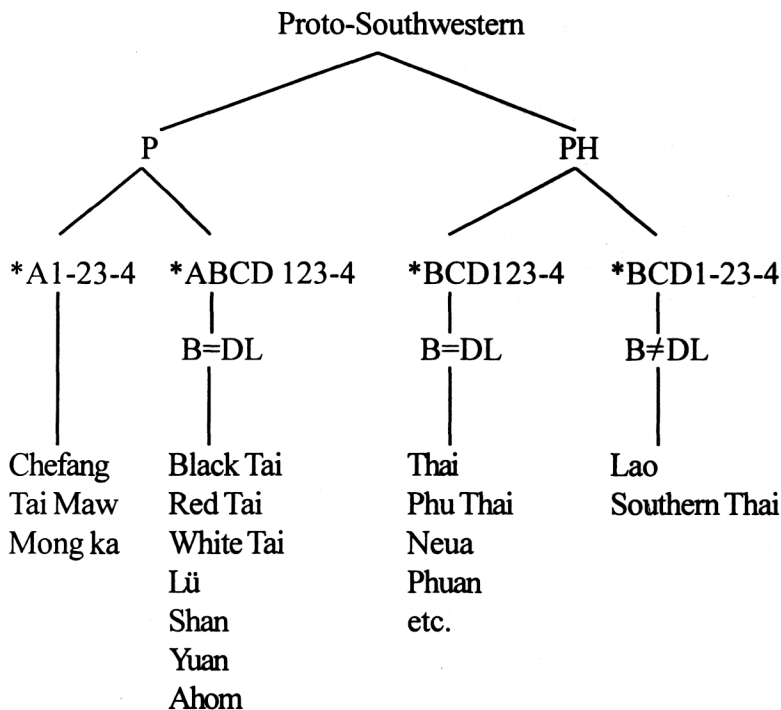 Proto-Southwestern
P PH
*A1-23-4 *ABCD 123-4 *BCD123-4 *BCD1-23-4
B=DL B=DL B≠DL
Chefang Black Tai Thai Lao
Tai Maw Red Tai Phu Thai Southern Thai
Mong ka White Tai Neua
Lü Phuan
Shan etc.
Yuan
Ahom